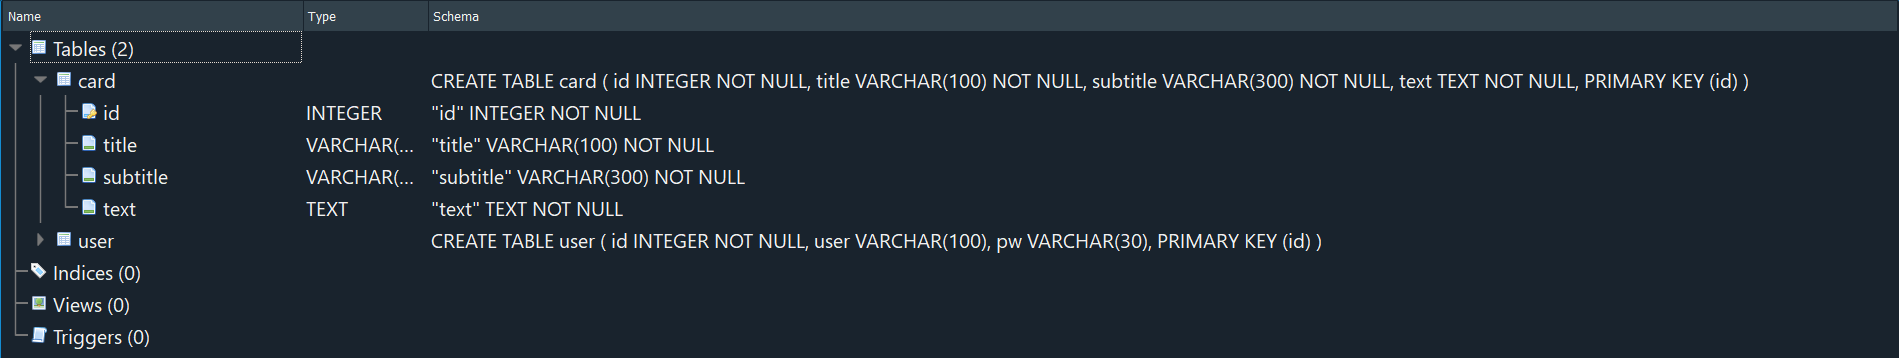 Name Type Schema
Tables (2)
card CREATE TABLE card ( id INTEGER NOT NULL, title VARCHAR(100) NOT NULL, subtitle VARCHAR(300) NOT NULL, text TEXT NOT NULL, PRIMARY KEY (id) )
id INTEGER "id" INTEGER NOT NULL
title VARCHAR(... "title" VARCHAR(100) NOT NULL
subtitle VARCHAR(... "subtitle" VARCHAR(300) NOT NULL
text TEXT "text" TEXT NOT NULL
user CREATE TABLE user ( id INTEGER NOT NULL, user VARCHAR(100), pw VARCHAR(30), PRIMARY KEY (id) )
Indices (0)
Views (0)
Triggers (0)